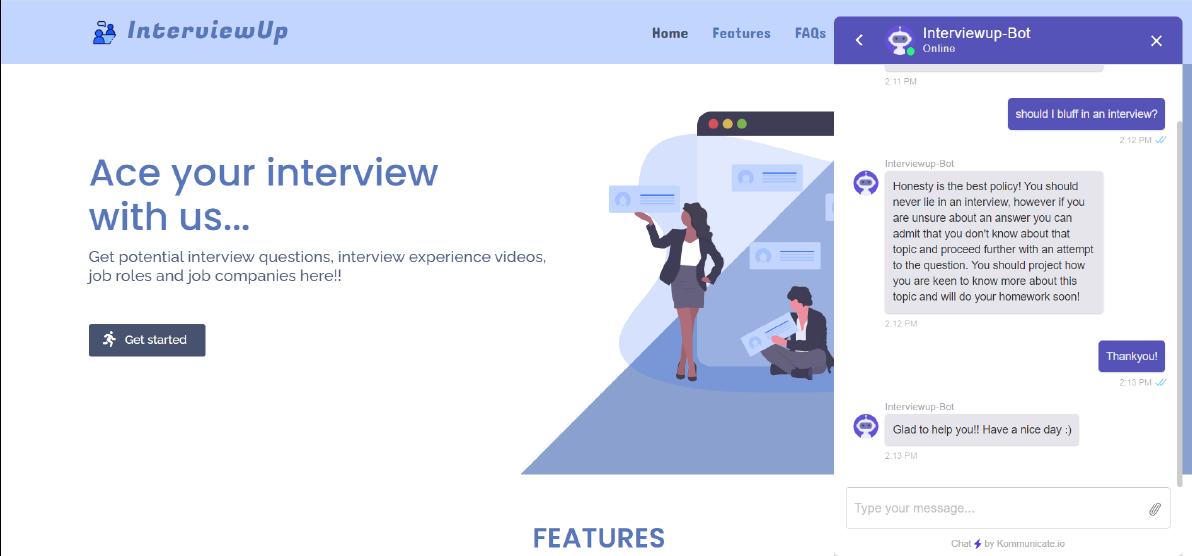 InterviewUp
Home Features FAQs
Ace your interview
with us...
Get potential interview questions, interview experience videos,
job roles and job companies here!!
Get started
FEATURES
Interviewup-Bot
Online
2:11 PM
should I bluff in an interview?
2:12 PM
Interviewup-Bot
Honesty is the best policy! You should
never lie in an interview, however if you
are unsure about an answer you can
admit that you don't know about that
topic and proceed further with an attempt
to the question. You should project how
you are keen to know more about this
topic and will do your homework soon!
2:12 PM
Thankyou!
2:13 PM
Interviewup-Bot
Glad to help you!! Have a nice day :)
2:13 PM
Type your message...
Chat by Kommunicate.io